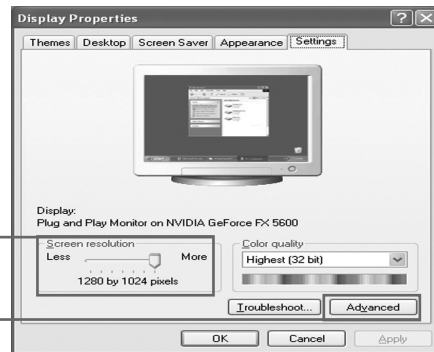 Display Properties
Themes Desktop Screen Saver Appearance Settings
Display:
Plug and Play Monitor on NVIDIA GeForce FX 5600
Screen resolution
Less More
1280 by 1024 pixels
Color quality
Highest (32 bit)
Troubleshoot... Advanced
OK Cancel Apply